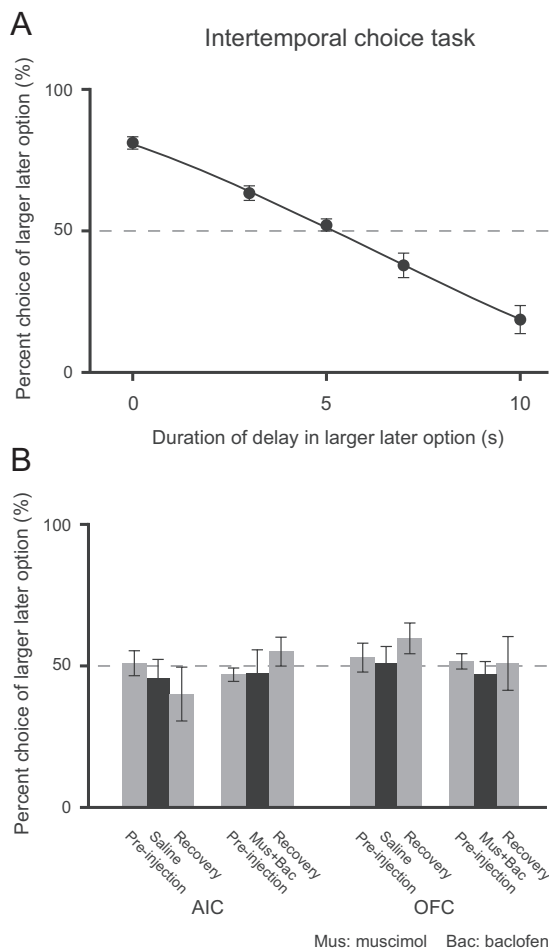 A
Intertemporal choice task
Percent choice of larger later option (%)
100
50
0
0 5 10
Duration of delay in larger later option (s)
B
Percent choice of larger later option (%)
100
50
0
Pre-injection
Saline
Recovery
Pre-injection
Mus+Bac
Recovery
Pre-injection
Saline
Recovery
Pre-injection
Mus+Bac
Recovery
AIC OFC
Mus: muscimol Bac: baclofen